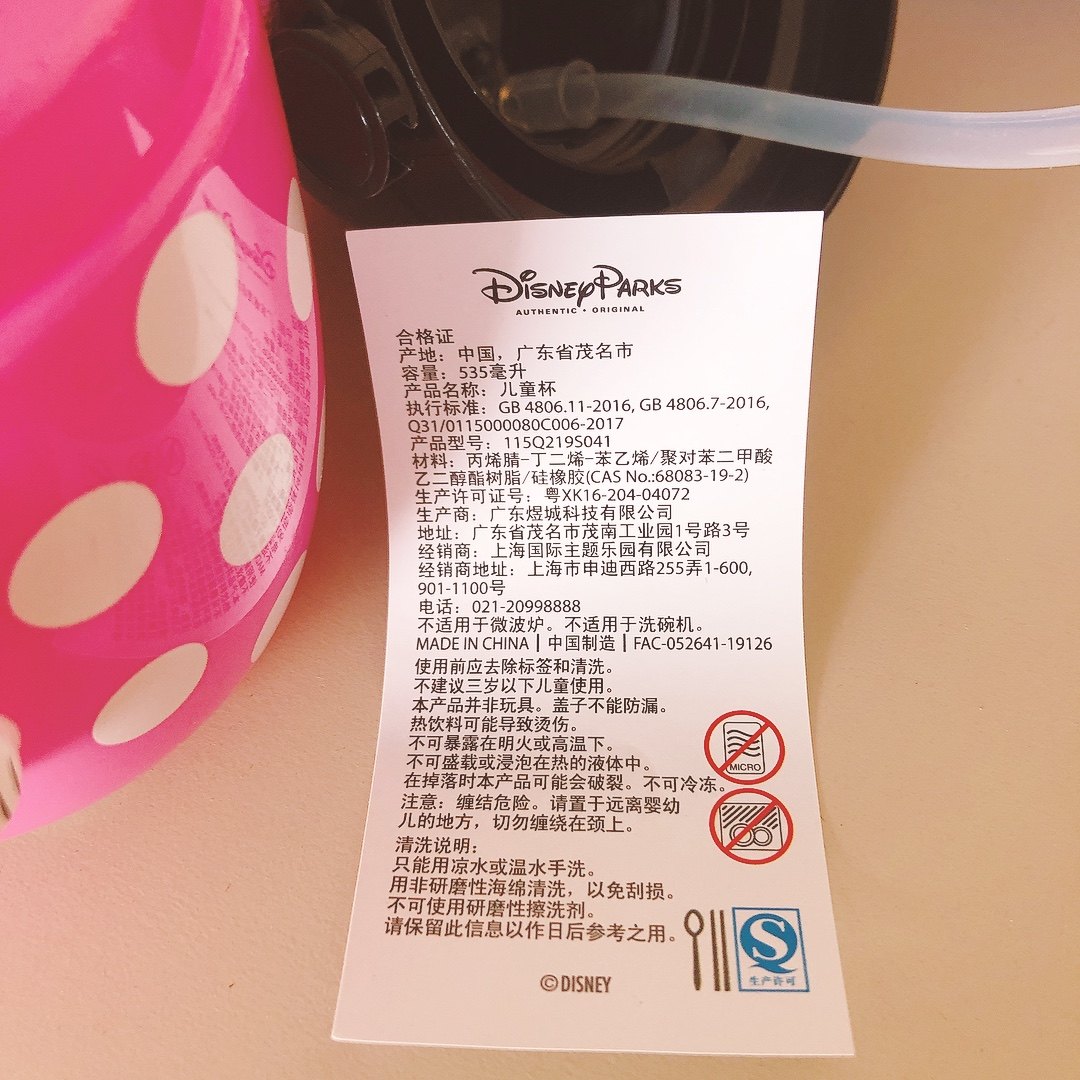 Disney Parks
AUTHENTIC • ORIGINAL
合格证
产地：中国，广东省茂名市
容量：535毫升
产品名称：儿童杯
执行标准：GB 4806.11-2016, GB 4806.7-2016,
Q31/0115000080C006-2017
产品型号：115Q219S041
材料：丙烯腈-丁二烯-苯乙烯/聚对苯二甲酸
乙二醇酯树脂/硅橡胶(CAS No.:68083-19-2)
生产许可证号：粤XK16-204-04072
生产商：广东煜城科技有限公司
地址：广东省茂名市茂南工业园1号路3号
经销商：上海国际主题乐园有限公司
经销商地址：上海市申迪西路255弄1-600,
901-1100号
电话：021-20998888
不适用于微波炉。不适用于洗碗机。
MADE IN CHINA | 中国制造 | FAC-052641-19126
使用前应去除标签和清洗。
不建议三岁以下儿童使用。
本产品并非玩具。盖子不能防漏。
热饮料可能导致烫伤。
不可暴露在明火或高温下。
不可盛载或浸泡在热的液体中。
在掉落时本产品可能会破裂。不可冷冻。
MICRO
注意：缠结危险。请置于远离婴幼
儿的地方，切勿缠绕在颈上。
清洗说明：
只能用凉水或温水手洗。
用非研磨性海绵清洗，以免刮损。
不可使用研磨性擦洗剂。
请保留此信息以作日后参考之用。
生产许可
©DISNEY